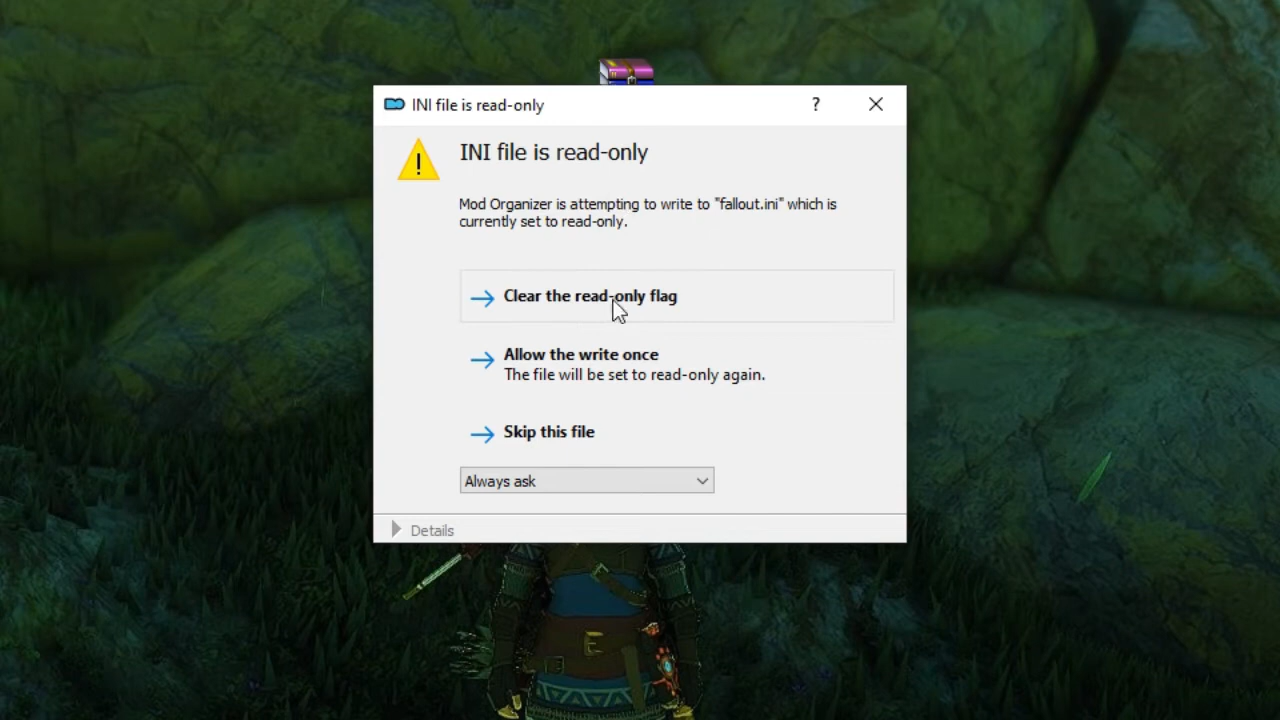 INI file is read-only
?
INI file is read-only
Mod Organizer is attempting to write to "fallout.ini" which is
currently set to read-only.
Clear the read-only flag
Allow the write once
The file will be set to read-only again.
Skip this file
Always ask
Details